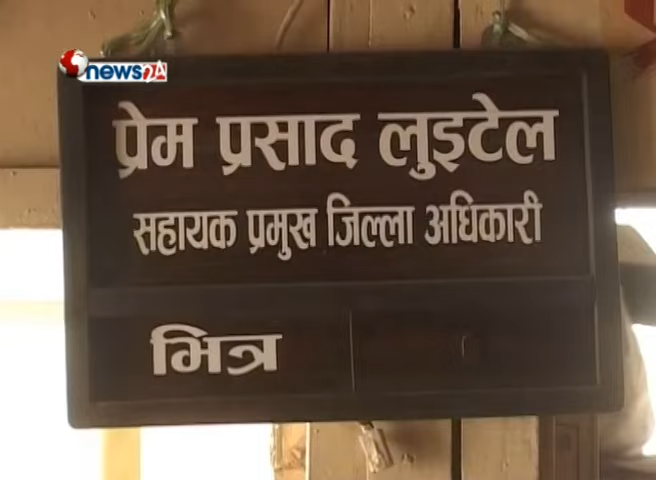 news24
प्रेम प्रसाद लुइटेल
सहायक प्रमुख जिल्ला अधिकारी
भित्र